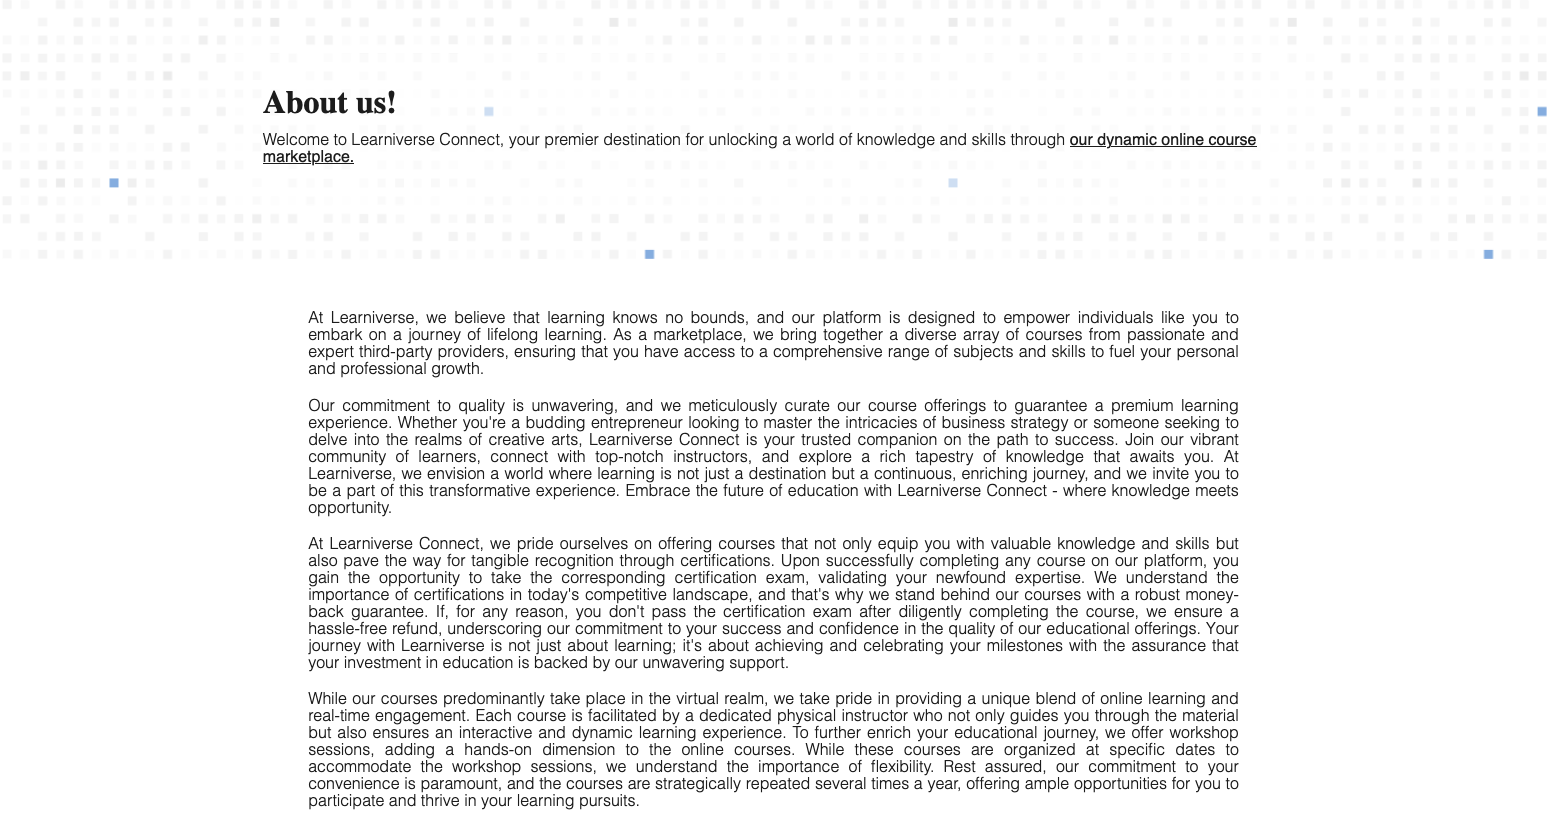 About us!
Welcome to Learniverse Connect, your premier destination for unlocking a world of knowledge and skills through our dynamic online course
marketplace.
At Learniverse, we believe that learning knows no bounds, and our platform is designed to empower individuals like you to
embark on a journey of lifelong learning. As a marketplace, we bring together a diverse array of courses from passionate and
expert third-party providers, ensuring that you have access to a comprehensive range of subjects and skills to fuel your personal
and professional growth.
Our commitment to quality is unwavering, and we meticulously curate our course offerings to guarantee a premium learning
experience. Whether you're a budding entrepreneur looking to master the intricacies of business strategy or someone seeking to
delve into the realms of creative arts, Learniverse Connect is your trusted companion on the path to success. Join our vibrant
community of learners, connect with top-notch instructors, and explore a rich tapestry of knowledge that awaits you. At
Learniverse, we envision a world where learning is not just a destination but a continuous, enriching journey, and we invite you to
be a part of this transformative experience. Embrace the future of education with Learniverse Connect - where knowledge meets
opportunity.
At Learniverse Connect, we pride ourselves on offering courses that not only equip you with valuable knowledge and skills but
also pave the way for tangible recognition through certifications. Upon successfully completing any course on our platform, you
gain the opportunity to take the corresponding certification exam, validating your newfound expertise. We understand the
importance of certifications in today's competitive landscape, and that's why we stand behind our courses with a robust money-
back guarantee. If, for any reason, you don't pass the certification exam after diligently completing the course, we ensure a
hassle-free refund, underscoring our commitment to your success and confidence in the quality of our educational offerings. Your
journey with Learniverse is not just about learning; it's about achieving and celebrating your milestones with the assurance that
your investment in education is backed by our unwavering support.
While our courses predominantly take place in the virtual realm, we take pride in providing a unique blend of online learning and
real-time engagement. Each course is facilitated by a dedicated physical instructor who not only guides you through the material
but also ensures an interactive and dynamic learning experience. To further enrich your educational journey, we offer workshop
sessions, adding a hands-on dimension to the online courses. While these courses are organized at specific dates to
accommodate the workshop sessions, we understand the importance of flexibility. Rest assured, our commitment to your
convenience is paramount, and the courses are strategically repeated several times a year, offering ample opportunities for you to
participate and thrive in your learning pursuits.